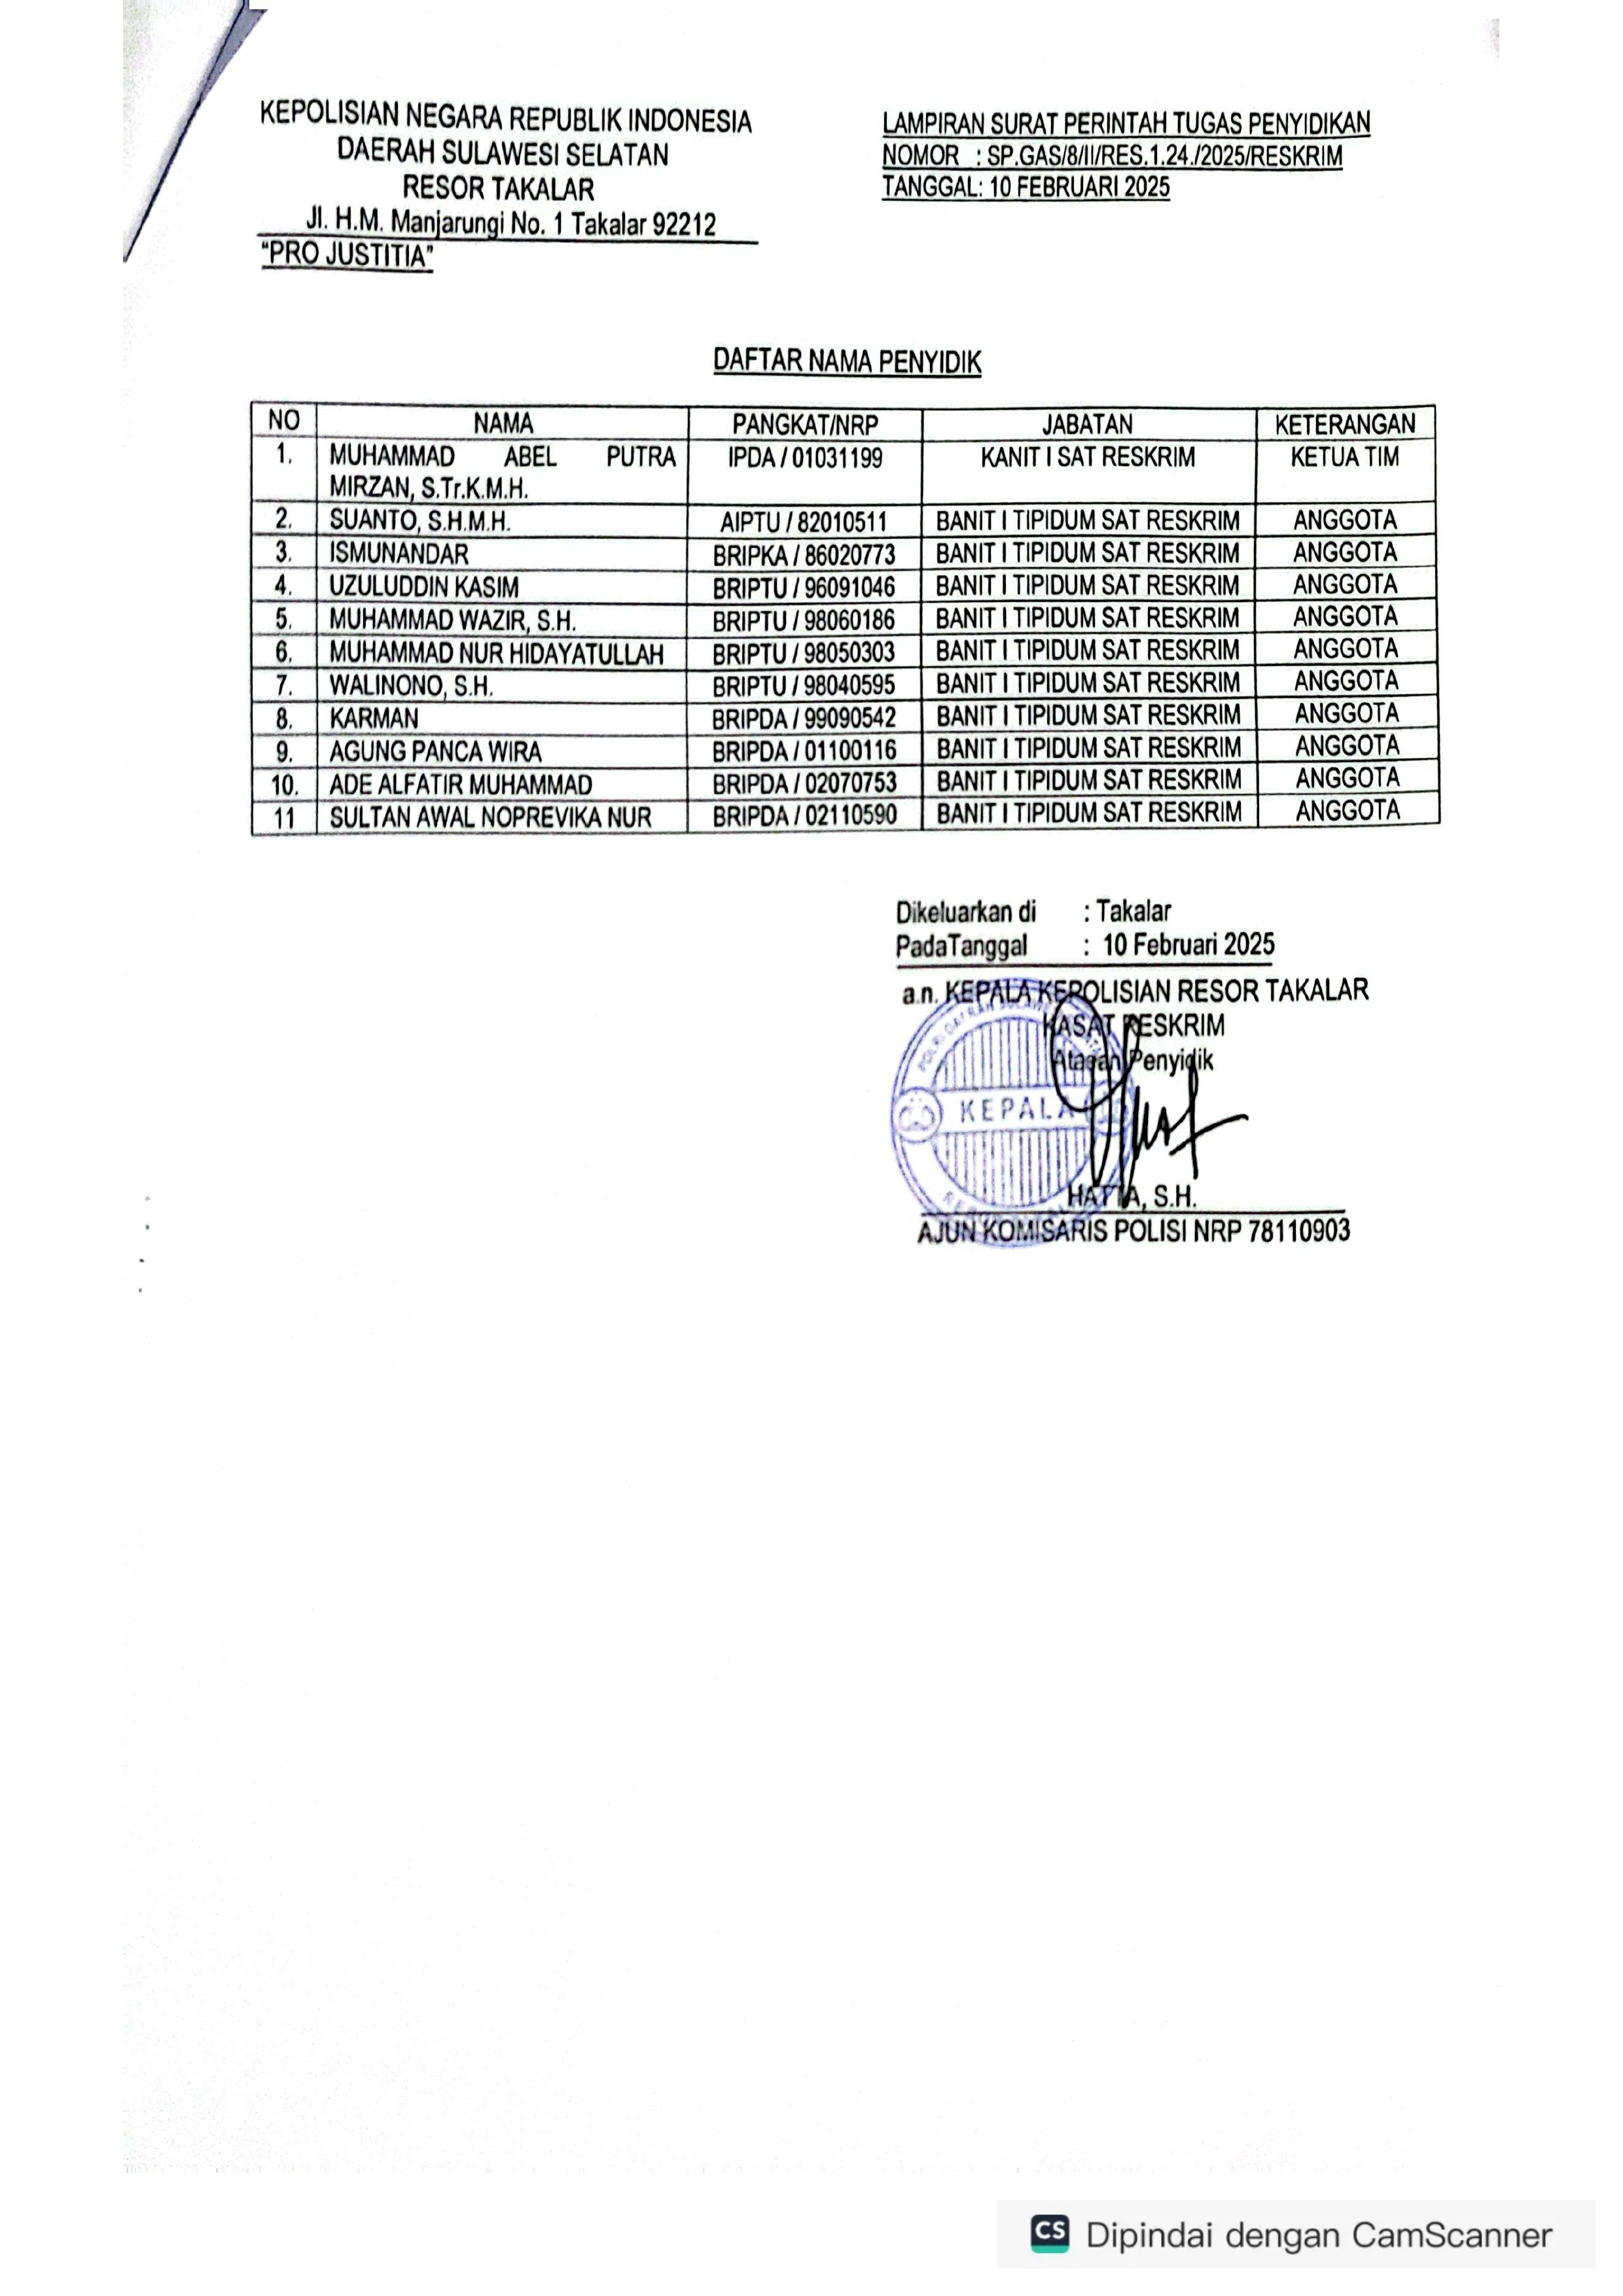 KEPOLISIAN NEGARA REPUBLIK INDONESIA
DAERAH SULAWESI SELATAN
RESOR TAKALAR
Jl. H.M. Manjarungi No. 1 Takalar 92212
"PRO JUSTITIA"
LAMPIRAN SURAT PERINTAH TUGAS PENYIDIKAN
NOMOR : SP.GAS/8/II/RES.1.24./2025/RESKRIM
TANGGAL: 10 FEBRUARI 2025
DAFTAR NAMA PENYIDIK
NO NAMA PANGKAT/NRP JABATAN KETERANGAN
1. MUHAMMAD ABEL PUTRA IPDA / 01031199 KANIT I SAT RESKRIM KETUA TIM
MIRZAN, S.Tr.K.M.H.
2. SUANTO, S.H.M.H. AIPTU / 82010511 BANIT I TIPIDUM SAT RESKRIM ANGGOTA
3. ISMUNANDAR BRIPKA / 86020773 BANIT I TIPIDUM SAT RESKRIM ANGGOTA
4. UZULUDDIN KASIM BRIPTU / 96091046 BANIT I TIPIDUM SAT RESKRIM ANGGOTA
5. MUHAMMAD WAZIR, S.H. BRIPTU / 98060186 BANIT I TIPIDUM SAT RESKRIM ANGGOTA
6. MUHAMMAD NUR HIDAYATULLAH BRIPTU / 98050303 BANIT I TIPIDUM SAT RESKRIM ANGGOTA
7. WALINONO, S.H. BRIPTU / 98040595 BANIT I TIPIDUM SAT RESKRIM ANGGOTA
8. KARMAN BRIPDA / 99090542 BANIT I TIPIDUM SAT RESKRIM ANGGOTA
9. AGUNG PANCA WIRA BRIPDA / 01100116 BANIT I TIPIDUM SAT RESKRIM ANGGOTA
10. ADE ALFATIR MUHAMMAD BRIPDA / 02070753 BANIT I TIPIDUM SAT RESKRIM ANGGOTA
11 SULTAN AWAL NOPREVIKA NUR BRIPDA / 02110590 BANIT I TIPIDUM SAT RESKRIM ANGGOTA
Dikeluarkan di : Takalar
PadaTanggal : 10 Februari 2025
a.n. KEPALA KEPOLISIAN RESOR TAKALAR
KASAT RESKRIM
Atasan Penyidik
KEPALA
HATTA, S.H.
AJUN KOMISARIS POLISI NRP 78110903
CS Dipindai dengan CamScanner